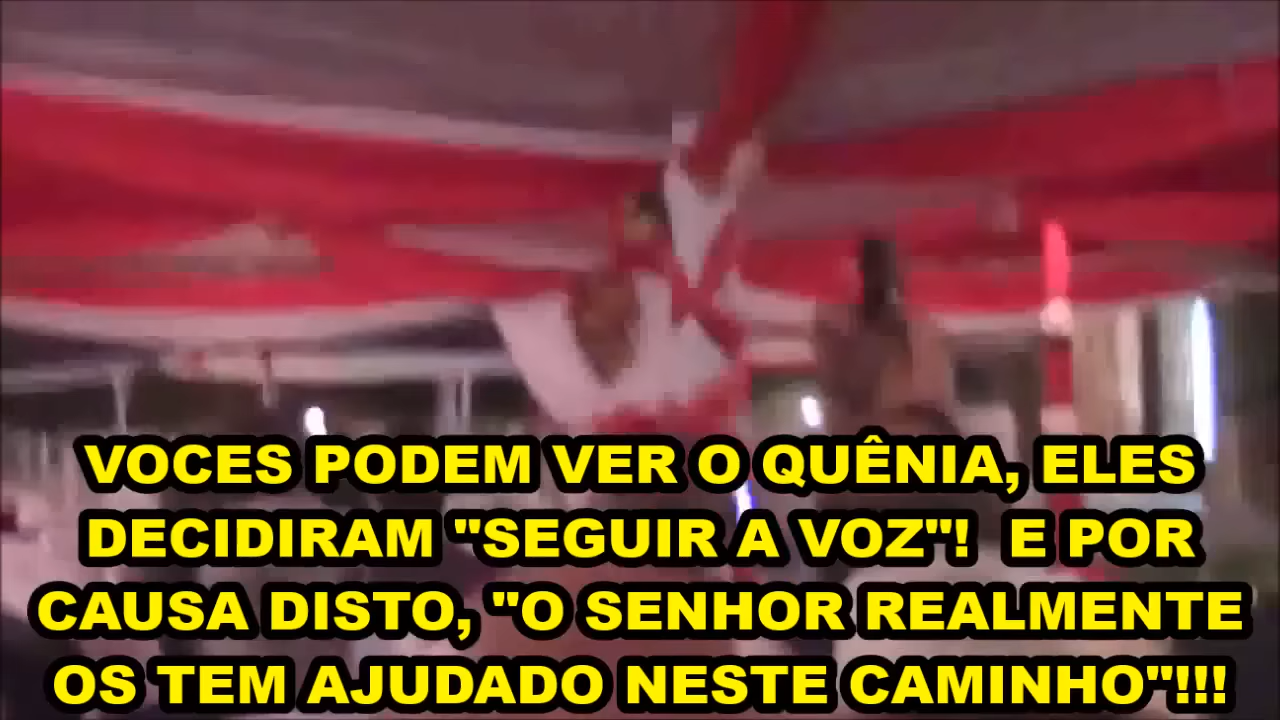 VOCES PODEM VER O QUÊNIA, ELES
DECIDIRAM "SEGUIR A VOZ"! E POR
CAUSA DISTO, "O SENHOR REALMENTE
OS TEM AJUDADO NESTE CAMINHO"!!!